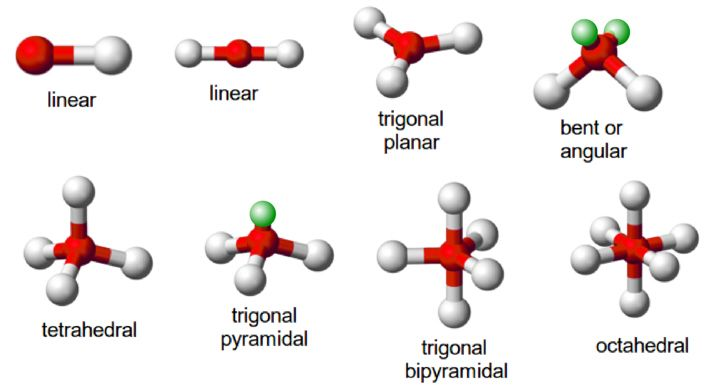 linear
linear
trigonal
planar
bent or
angular
tetrahedral
trigonal
pyramidal
trigonal
bipyramidal
octahedral